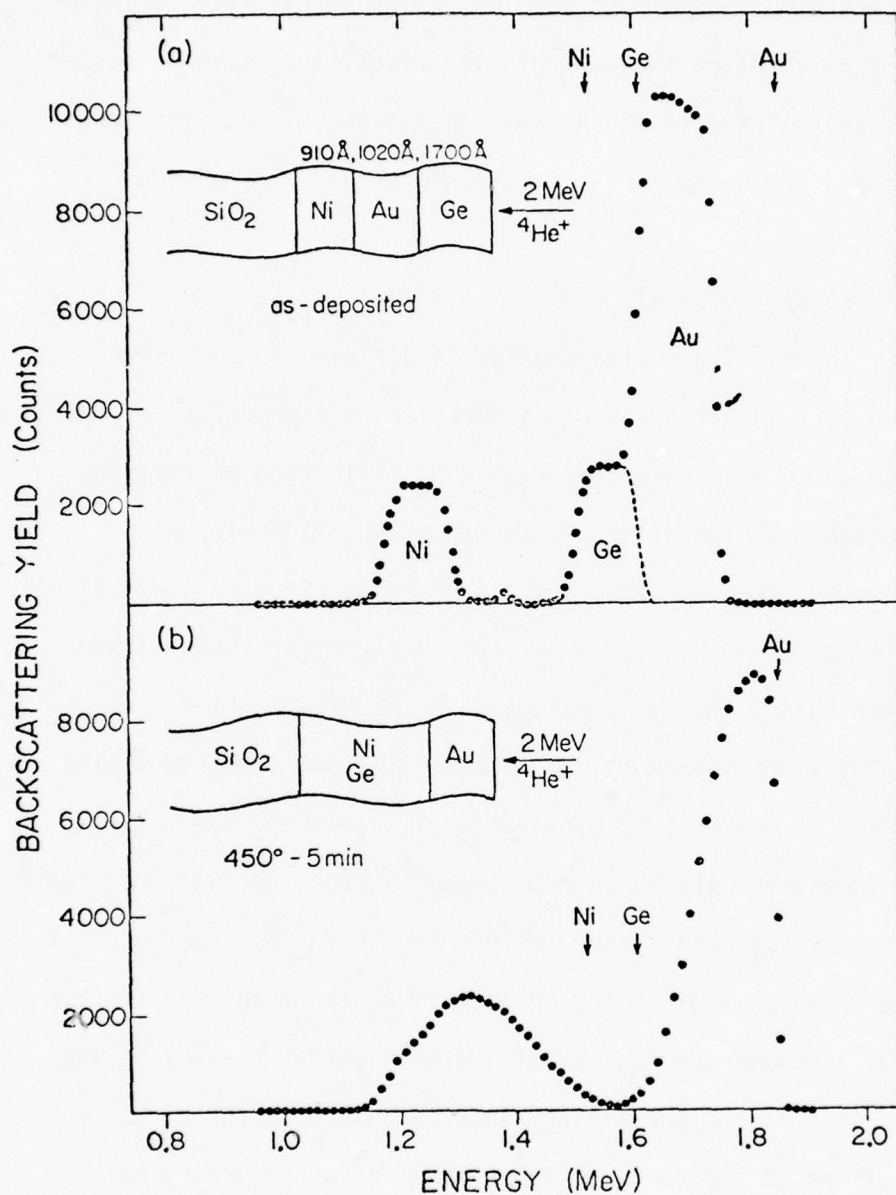 (a)
Ni Ge Au
10000
8000
6000
4000
2000
910Å, 1020Å, 1700Å
SiO2 Ni Au Ge
2 MeV
4He+
as-deposited
Au
Ni
Ge
BACKSCATTERING YIELD (Counts)
(b)
Au
8000
6000
4000
2000
SiO2
Ni
Ge
Au
2 MeV
4He+
450° - 5 min
Ni Ge
0.8 1.0 1.2 1.4 1.6 1.8 2.0
ENERGY (MeV)